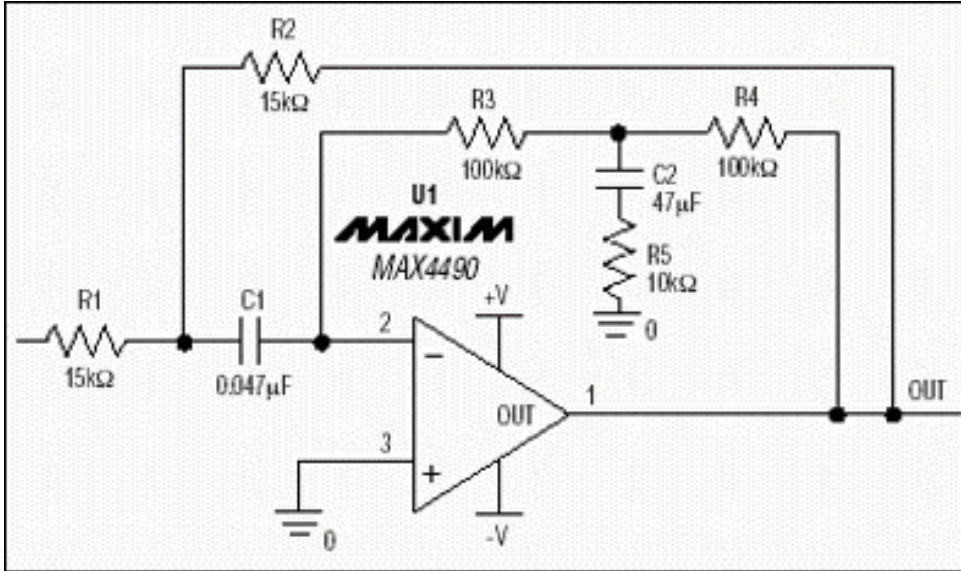 R2
15kΩ
R3
100kΩ
R4
100kΩ
C2
47μF
R5
10kΩ
0
U1
MAXIM
MAX4490
R1
15kΩ
C1
0.047μF
+V
2
−
OUT
1
OUT
3
+
0
-V